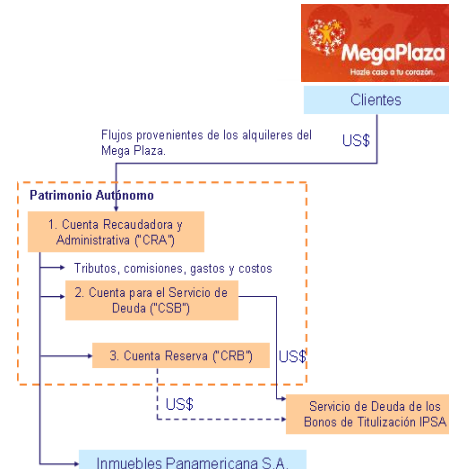 MegaPlaza
Hazle caso a tu corazón.
Clientes
Flujos provenientes de los alquileres del
Mega Plaza.
US$
Patrimonio Autónomo
1. Cuenta Recaudadora y
Administrativa ("CRA")
Tributos, comisiones, gastos y costos
2. Cuenta para el Servicio de
Deuda ("CSB")
3. Cuenta Reserva ("CRB")
US$
US$
Servicio de Deuda de los
Bonos de Titulización IPSA
Inmuebles Panamericana S.A.